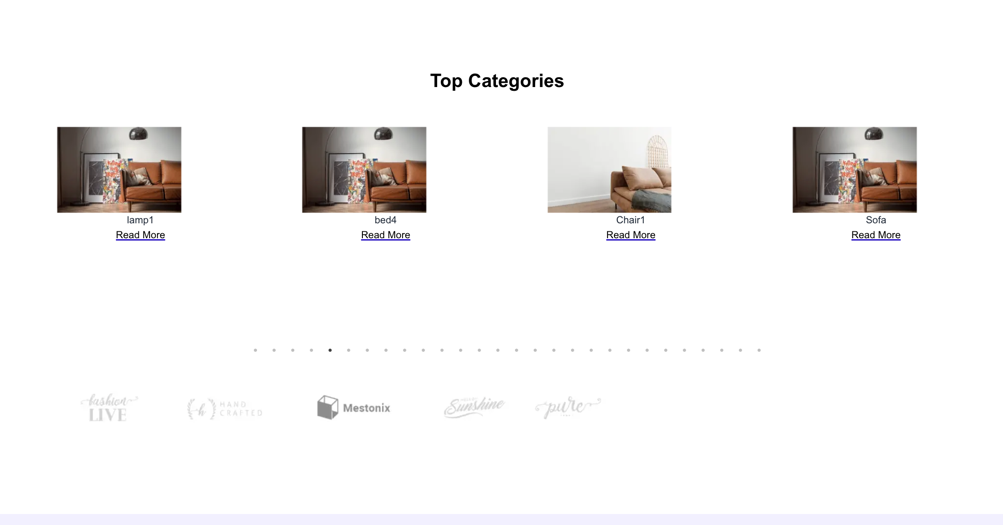 Top Categories
lamp1
bed4
Chair1
Sofa
Read More
Read More
Read More
Read More
fashion
LIVE
h
HAND
CRAFTED
Mestonix
Sunshine
pure